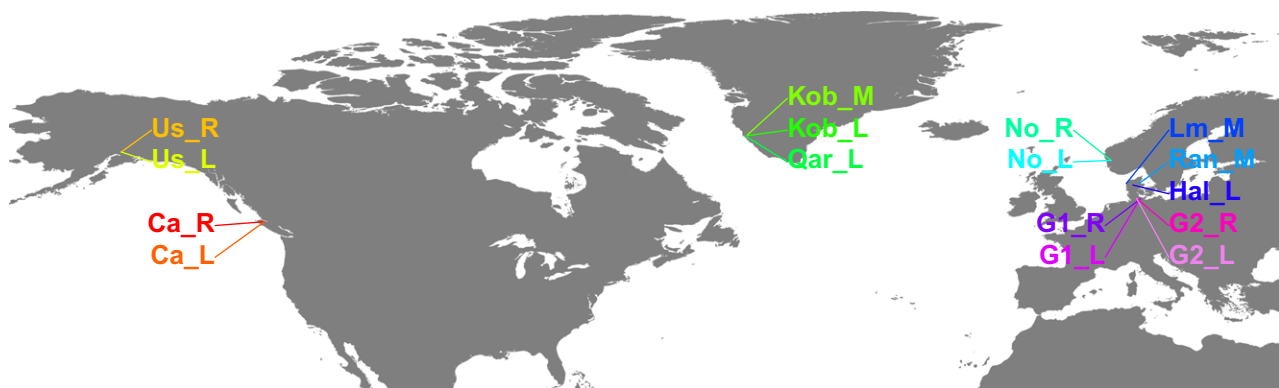 Us_R
Us_L
Ca_R
Ca_L
Kob_M
Kob_L
Qar_L
No_R
No_L
Lm_M
Ran_M
Hal_L
G1_R
G1_L
G2_R
G2_L